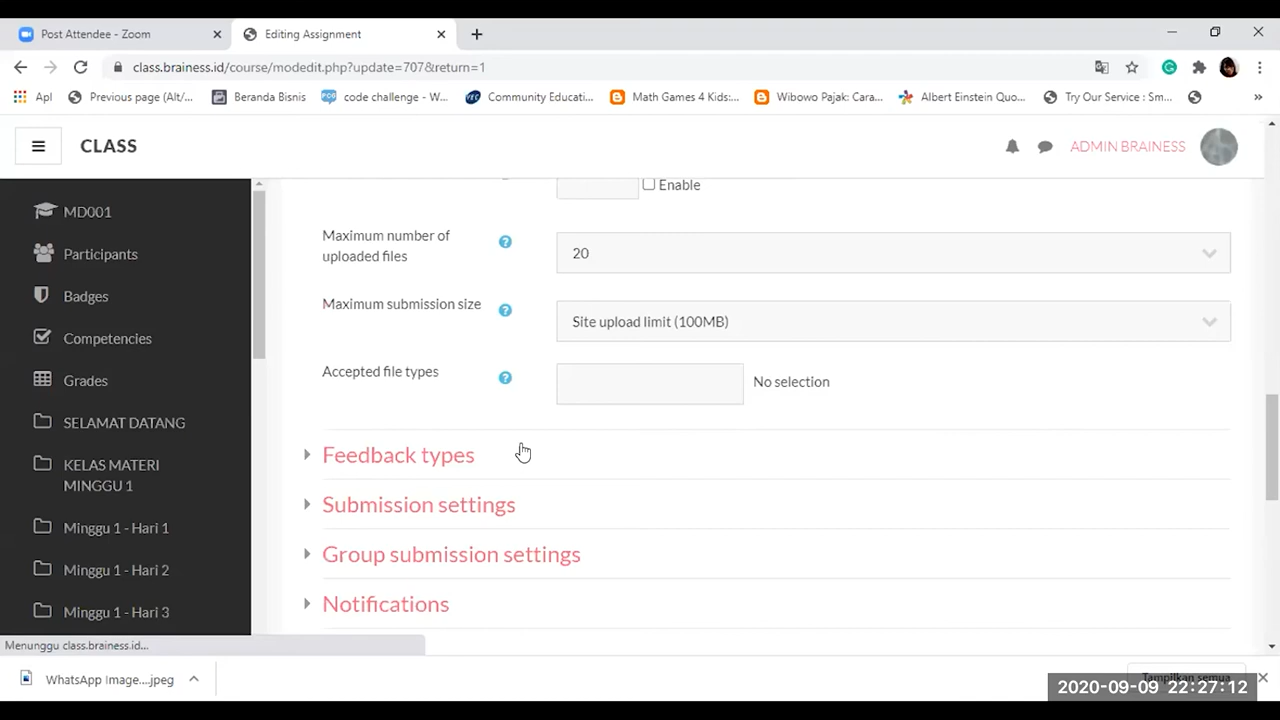 Post Attendee - Zoom
Editing Assignment
class.brainess.id/course/modedit.php?update=707&return=1
Apl
Previous page (Alt/...
Beranda Bisnis
code challenge - W...
Community Educati...
Math Games 4 Kids:...
Wibowo Pajak: Cara...
Albert Einstein Quo...
Try Our Service : Sm...
CLASS
ADMIN BRAINESS
MD001
Participants
Badges
Competencies
Grades
SELAMAT DATANG
KELAS MATERI
MINGGU 1
Minggu 1 - Hari 1
Minggu 1 - Hari 2
Minggu 1 - Hari 3
Enable
Maximum number of
uploaded files
20
Maximum submission size
Site upload limit (100MB)
Accepted file types
No selection
Feedback types
Submission settings
Group submission settings
Notifications
Menunggu class.brainess.id...
WhatsApp Image....jpeg
Tampilkan semua
2020-09-09 22:27:12